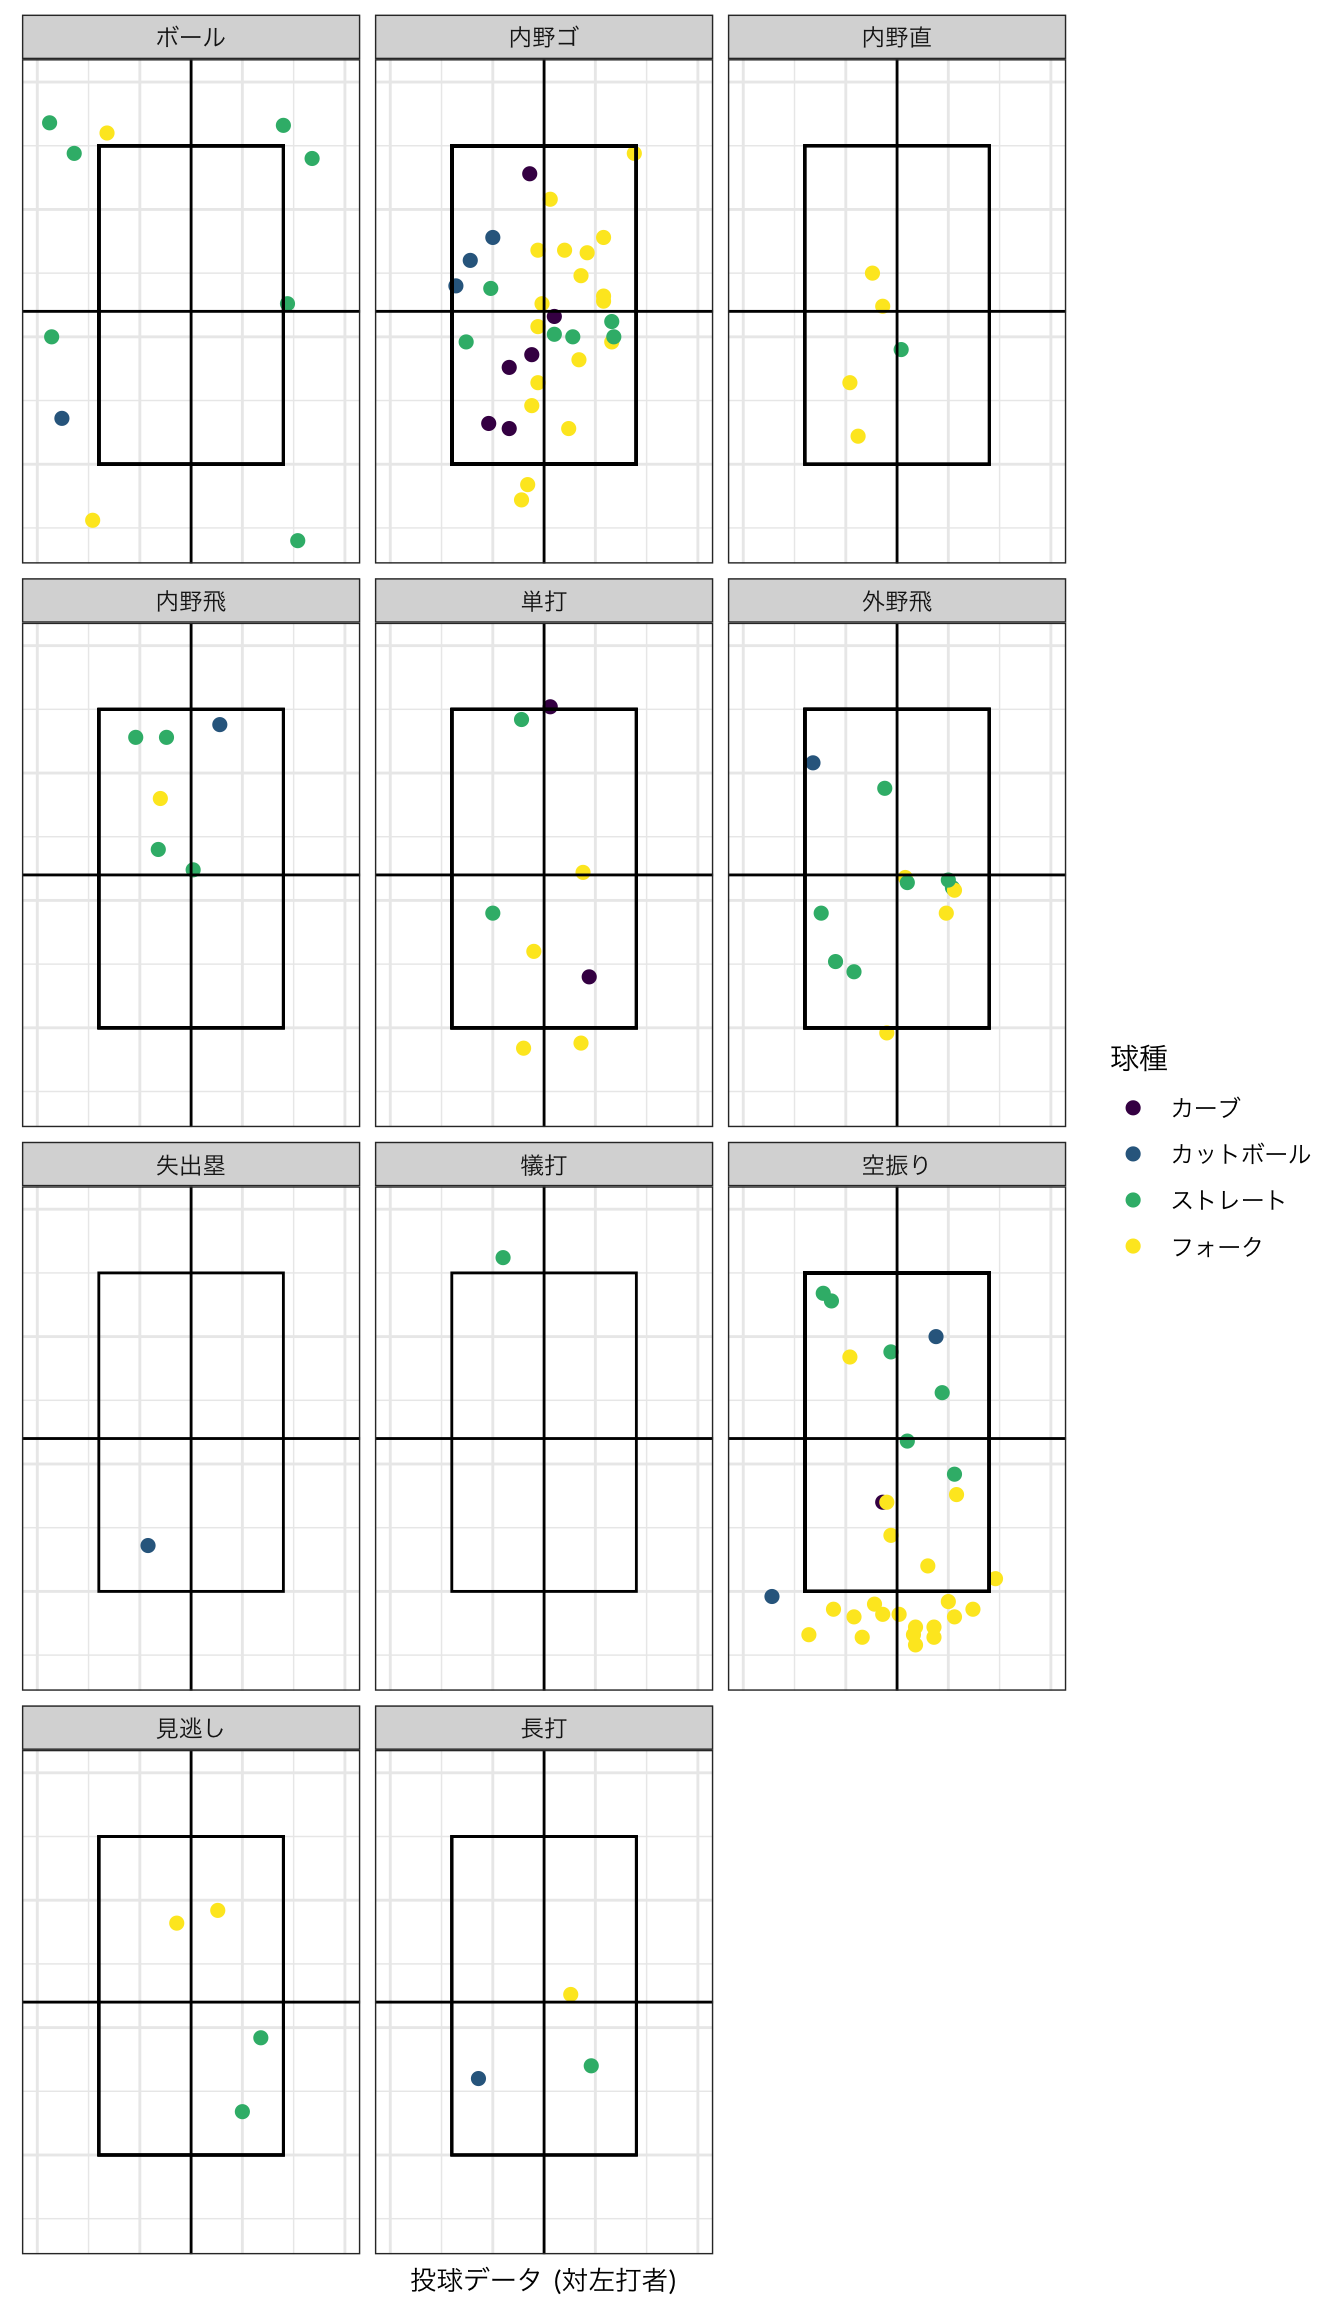 ボール
内野ゴ
内野直
内野飛
単打
外野飛
失出塁
犠打
空振り
見逃し
長打
球種
カーブ
カットボール
ストレート
フォーク
投球データ (対左打者)